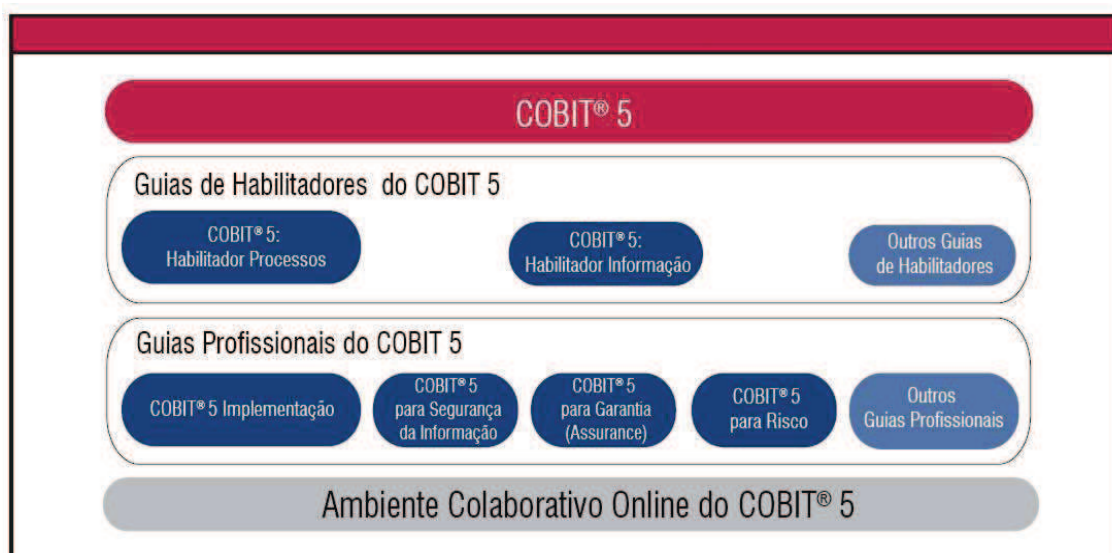 COBIT® 5
Guias de Habilitadores do COBIT 5
COBIT® 5:
Habilitador Processos
COBIT® 5:
Habilitador Informação
Outros Guias
de Habilitadores
Guias Profissionais do COBIT 5
COBIT® 5 Implementação
COBIT® 5
para Segurança
da Informação
COBIT® 5
para Garantia
(Assurance)
COBIT® 5
para Risco
Outros
Guias Profissionais
Ambiente Colaborativo Online do COBIT® 5